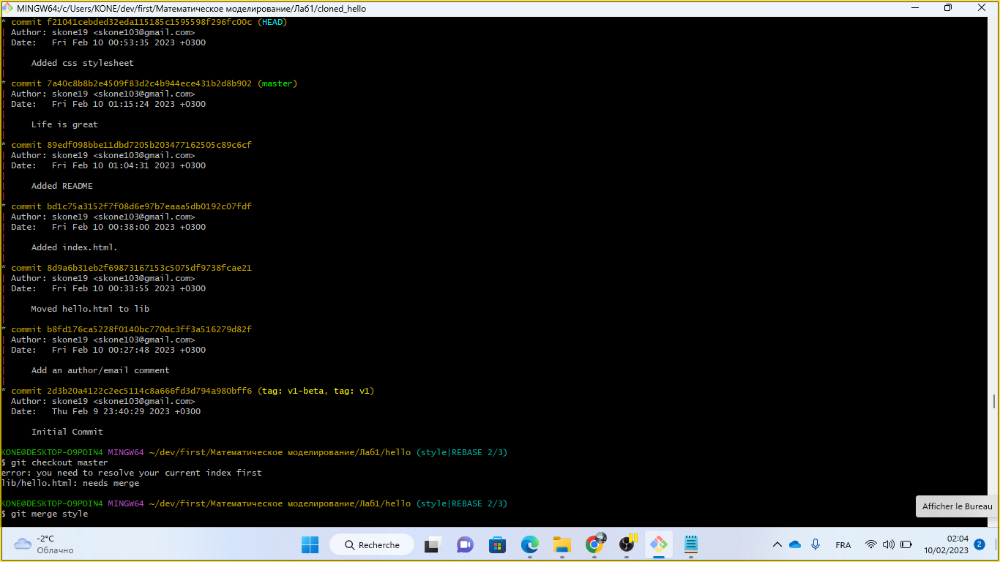 MINGW64:/c/Users/KONE/dev/first/Математическое моделирование/Лаб1/cloned_hello
* commit f21041cebded32eda115185c1595598f296fc00c (HEAD)
| Author: skone19 <skone103@gmail.com>
| Date:   Fri Feb 10 00:53:35 2023 +0300
|
|     Added css stylesheet
|
* commit 7a40c8b8b2e4509f83d2c4b944ece431b2d8b902 (master)
| Author: skone19 <skone103@gmail.com>
| Date:   Fri Feb 10 01:15:24 2023 +0300
|
|     Life is great
|
* commit 89edf098bbe11dbd7205b203477162505c89c6cf
| Author: skone19 <skone103@gmail.com>
| Date:   Fri Feb 10 01:04:31 2023 +0300
|
|     Added README
|
* commit bd1c75a3152f7f08d6e97b7eaaa5db0192c07fdf
| Author: skone19 <skone103@gmail.com>
| Date:   Fri Feb 10 00:38:00 2023 +0300
|
|     Added index.html.
|
* commit 8d9a6b31eb2f69873167153c5075df9738fcae21
| Author: skone19 <skone103@gmail.com>
| Date:   Fri Feb 10 00:33:55 2023 +0300
|
|     Moved hello.html to lib
|
* commit b8fd176ca5228f0140bc770dc3ff3a516279d82f
| Author: skone19 <skone103@gmail.com>
| Date:   Fri Feb 10 00:27:48 2023 +0300
|
|     Add an author/email comment
|
* commit 2d3b20a4122c2ec5114c8a666fd3d794a980bff6 (tag: v1-beta, tag: v1)
  Author: skone19 <skone103@gmail.com>
  Date:   Thu Feb 9 23:40:29 2023 +0300

      Initial Commit

KONE@DESKTOP-O9POIN4 MINGW64 ~/dev/first/Математическое моделирование/Лаб1/hello (style|REBASE 2/3)
$ git checkout master
error: you need to resolve your current index first
lib/hello.html: needs merge

KONE@DESKTOP-O9POIN4 MINGW64 ~/dev/first/Математическое моделирование/Лаб1/hello (style|REBASE 2/3)
$ git merge style
Afficher le Bureau
-2°C
Облачно
Recherche
FRA
02:04
10/02/2023
2